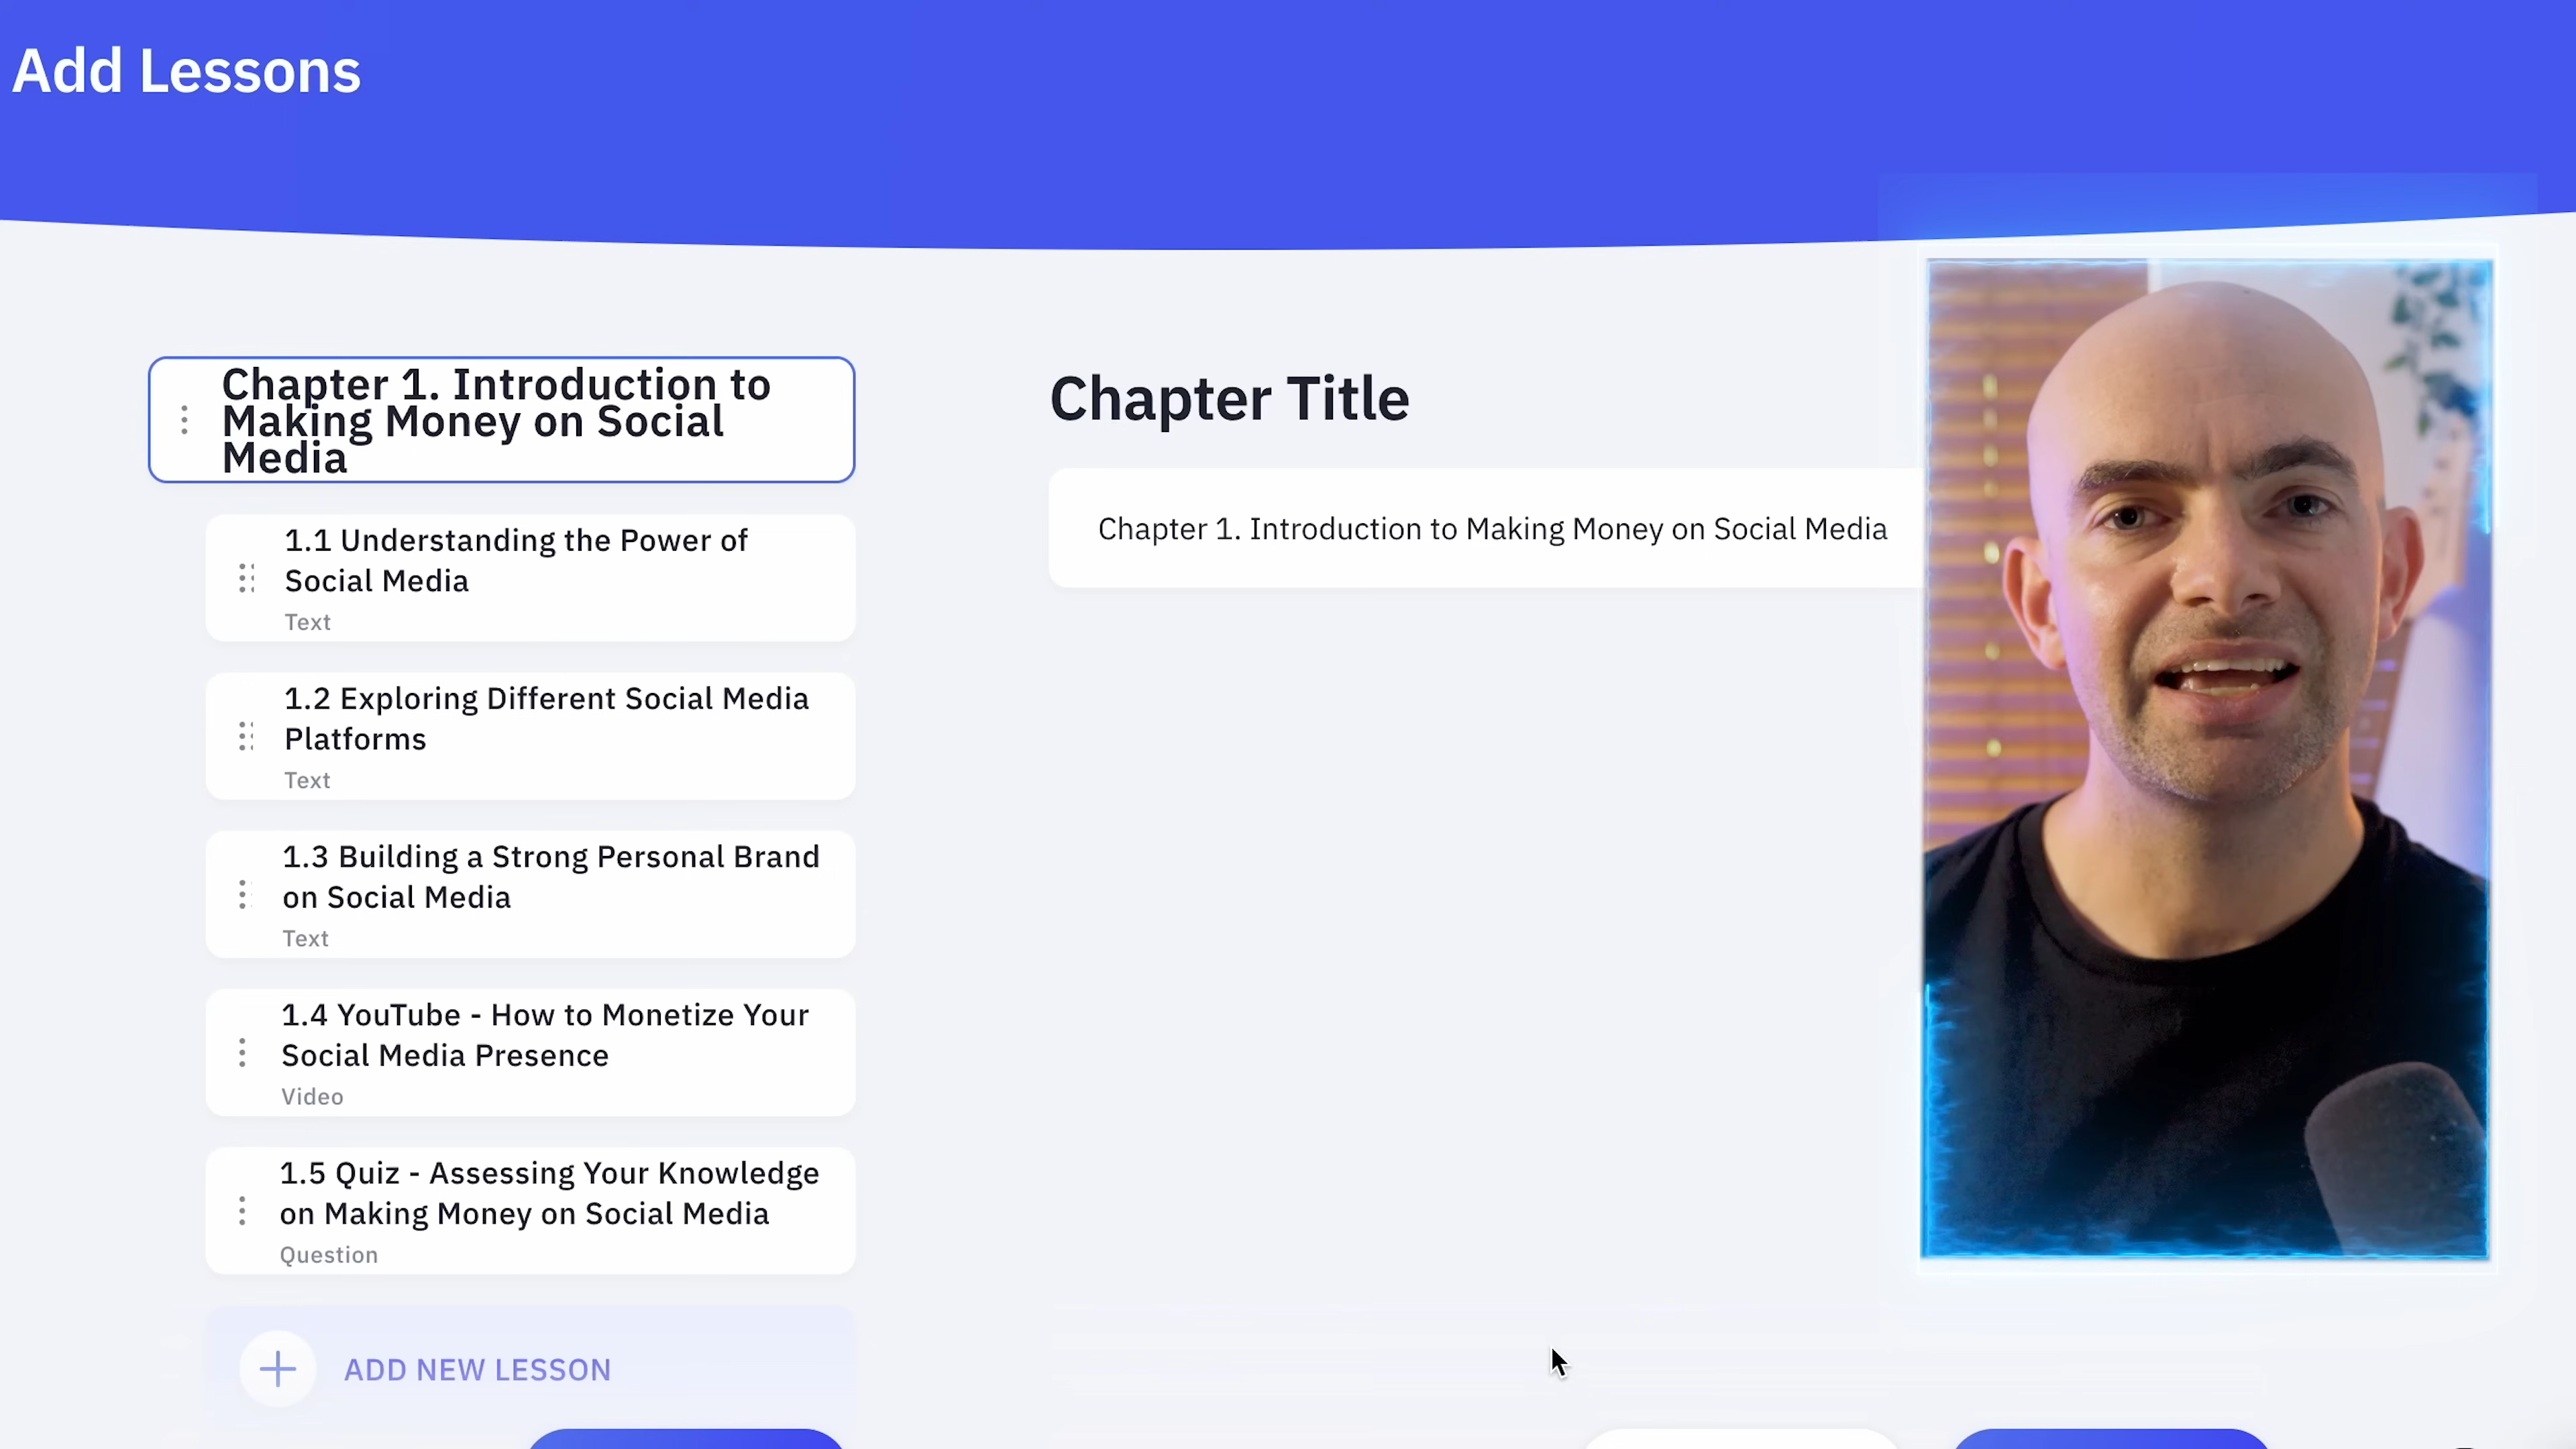 Add Lessons
Chapter 1. Introduction to
Making Money on Social
Media
1.1 Understanding the Power of
Social Media
Text
1.2 Exploring Different Social Media
Platforms
Text
1.3 Building a Strong Personal Brand
on Social Media
Text
1.4 YouTube - How to Monetize Your
Social Media Presence
Video
1.5 Quiz - Assessing Your Knowledge
on Making Money on Social Media
Question
ADD NEW LESSON
Chapter Title
Chapter 1. Introduction to Making Money on Social Media